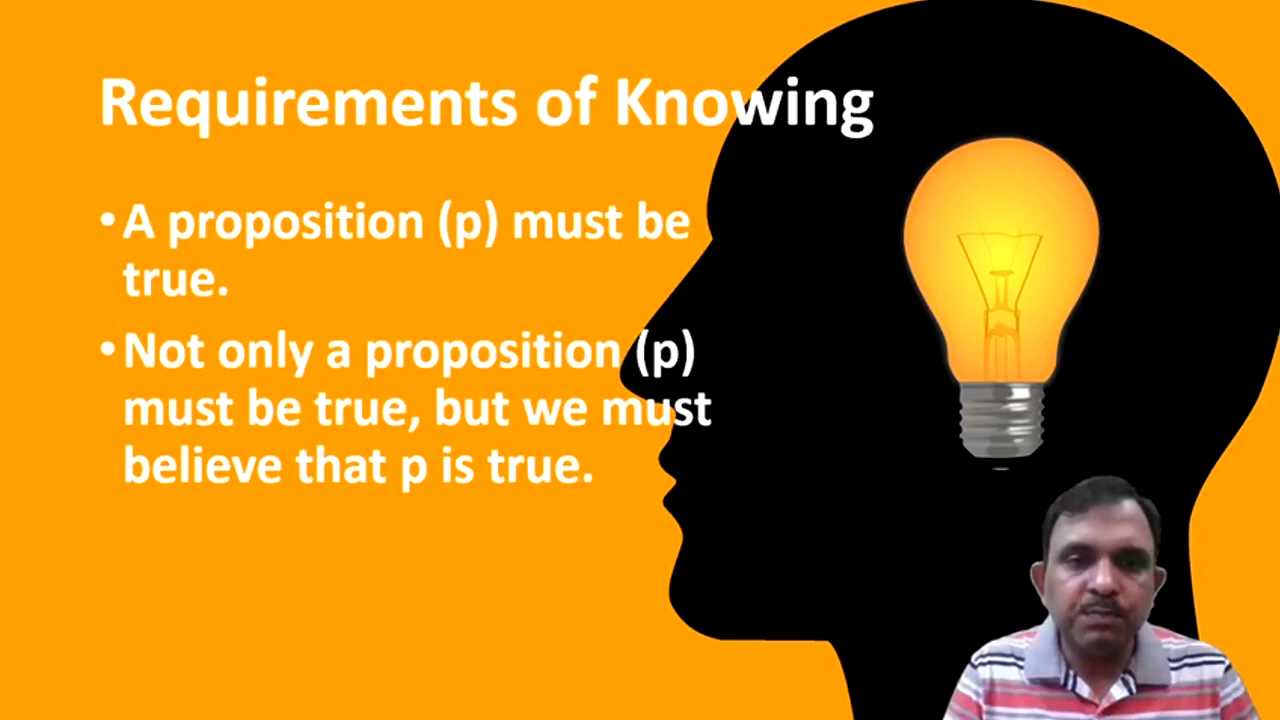 Requirements of Knowing
•A proposition (p) must be
true.
•Not only a proposition (p)
must be true, but we must
believe that p is true.